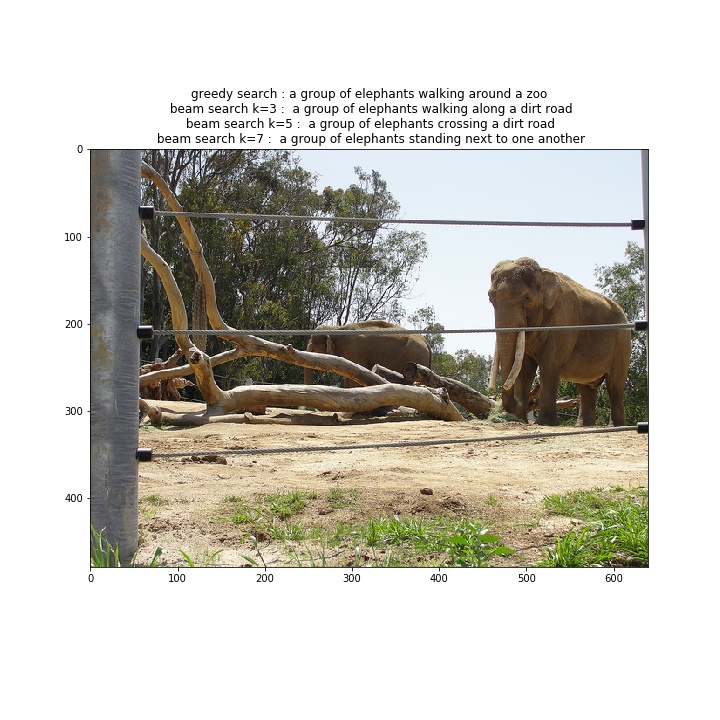 greedy search : a group of elephants walking around a zoo
beam search k=3 :  a group of elephants walking along a dirt road
beam search k=5 :  a group of elephants crossing a dirt road
beam search k=7 :  a group of elephants standing next to one another
0
100
200
300
400
0 100 200 300 400 500 600